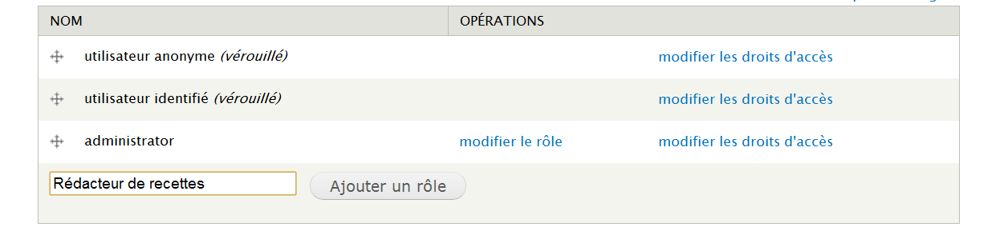 NOM OPÉRATIONS
utilisateur anonyme (vérouillé) modifier les droits d'accès
utilisateur identifié (vérouillé) modifier les droits d'accès
administrator modifier le rôle modifier les droits d'accès
Rédacteur de recettes Ajouter un rôle